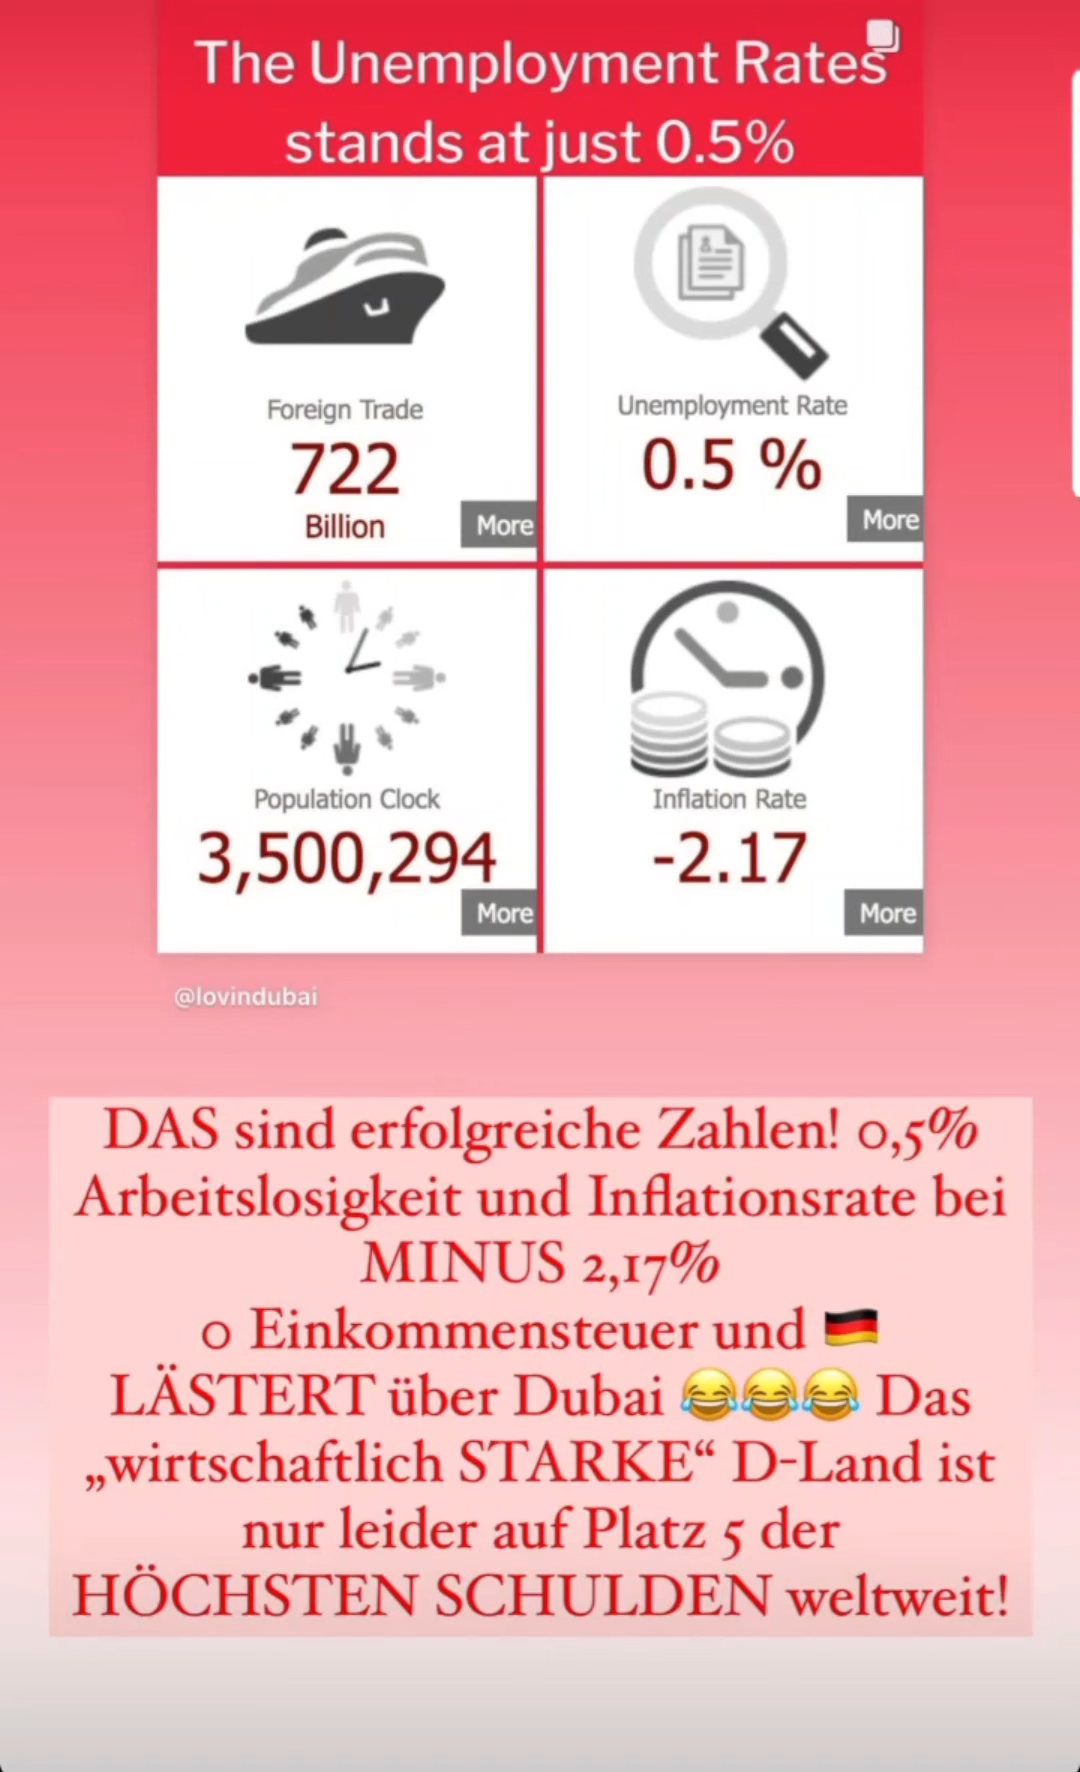 The Unemployment Rates
stands at just 0.5%
Foreign Trade
722
Billion
More
Unemployment Rate
0.5 %
More
Population Clock
3,500,294
More
Inflation Rate
-2.17
More
@lovindubai
DAS sind erfolgreiche Zahlen! 0,5%
Arbeitslosigkeit und Inflationsrate bei
MINUS 2,17%
0 Einkommensteuer und 🇩🇪
LÄSTERT über Dubai 😂😂😂 Das
„wirtschaftlich STARKE“ D-Land ist
nur leider auf Platz 5 der
HÖCHSTEN SCHULDEN weltweit!